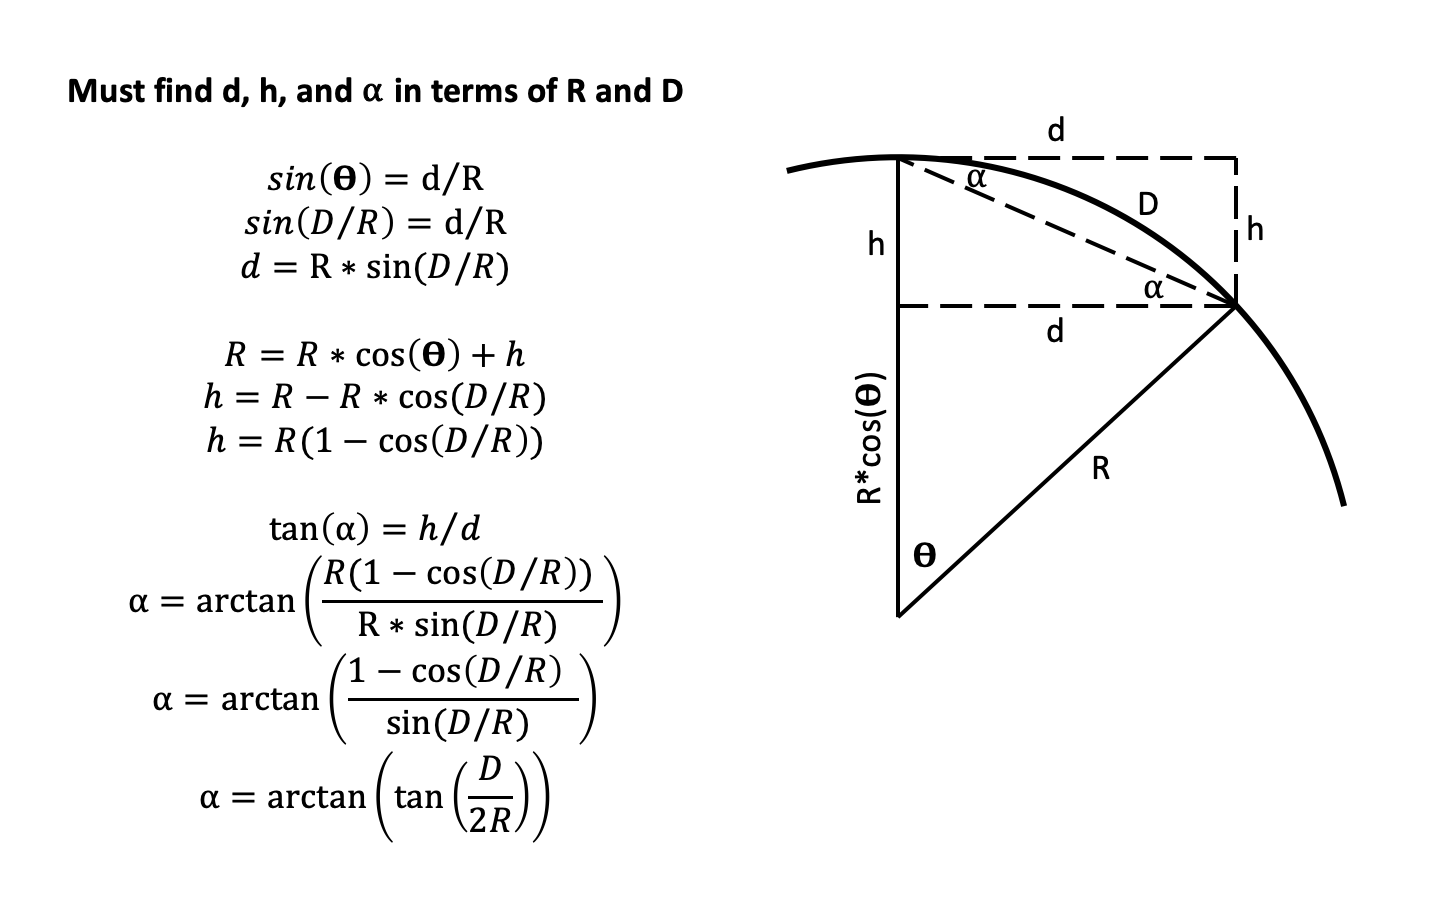 Must find d, h, and α in terms of R and D
sin(θ) = d/R
sin(D/R) = d/R
d = R ∗ sin(D/R)
R = R ∗ cos(θ) + h
h = R − R ∗ cos(D/R)
h = R(1 − cos(D/R))
tan(α) = h/d
α = arctan(R(1 − cos(D/R)) / R ∗ sin(D/R))
α = arctan(1 − cos(D/R) / sin(D/R))
α = arctan(tan(D/2R))
d
α
D
h
h
α
d
R*cos(θ)
R
θ